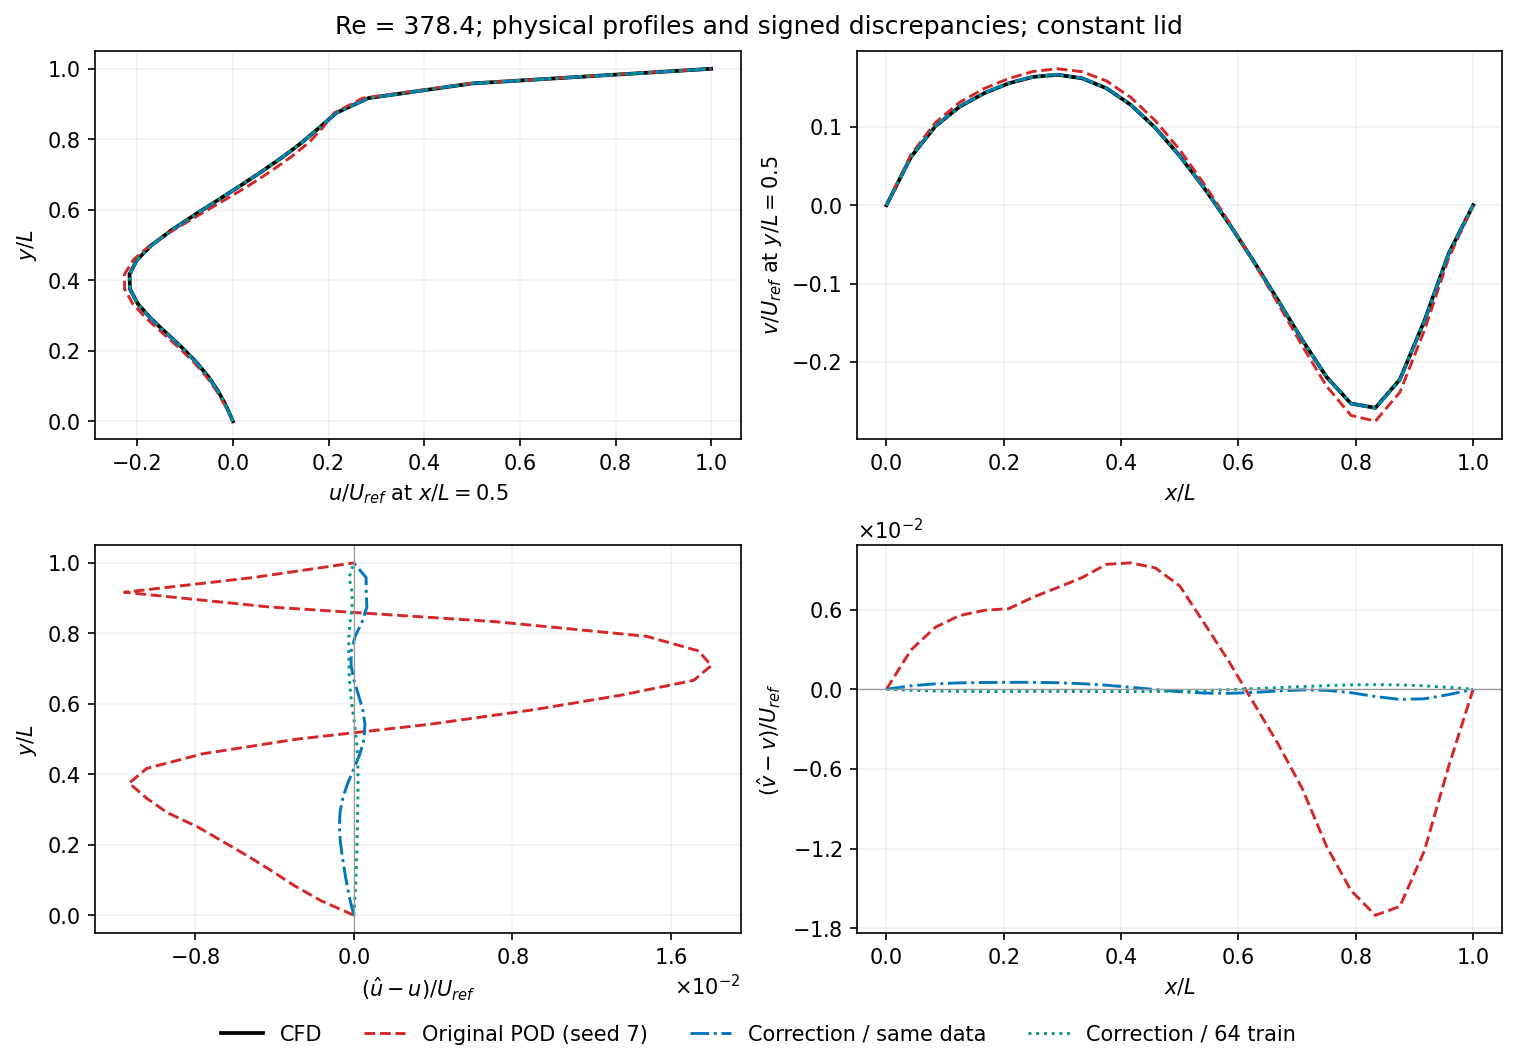 Re = 378.4; physical profiles and signed discrepancies; constant lid
1.0
0.8
0.6
0.4
0.2
0.0
y/L
−0.2 0.0 0.2 0.4 0.6 0.8 1.0
u/U_ref at x/L = 0.5
0.1
0.0
−0.1
−0.2
v/U_ref at y/L = 0.5
0.0 0.2 0.4 0.6 0.8 1.0
x/L
1.0
0.8
0.6
0.4
0.2
0.0
y/L
−0.8 0.0 0.8 1.6
×10⁻²
(û − u)/U_ref
×10⁻²
0.6
0.0
−0.6
−1.2
−1.8
(v̂ − v)/U_ref
0.0 0.2 0.4 0.6 0.8 1.0
x/L
CFD Original POD (seed 7) Correction / same data Correction / 64 train